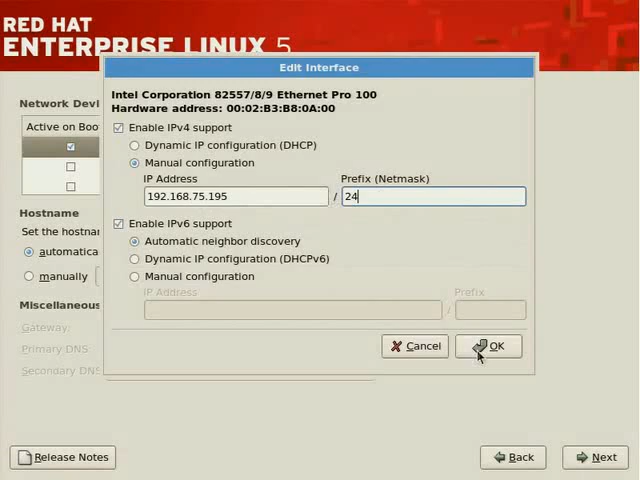 RED HAT
ENTERPRISE LINUX 5
Edit Interface
Intel Corporation 82557/8/9 Ethernet Pro 100
Hardware address: 00:02:B3:B8:0A:00
Enable IPv4 support
Dynamic IP configuration (DHCP)
Manual configuration
IP Address Prefix (Netmask)
192.168.75.195 / 24
Enable IPv6 support
Automatic neighbor discovery
Dynamic IP configuration (DHCPv6)
Manual configuration
IP Address Prefix
/
Cancel OK
Network Devi
Active on Boo
Hostname
Set the hostna
automatica
manually
Miscellaneous
Gateway:
Primary DNS
Secondary DNS
Release Notes Back Next